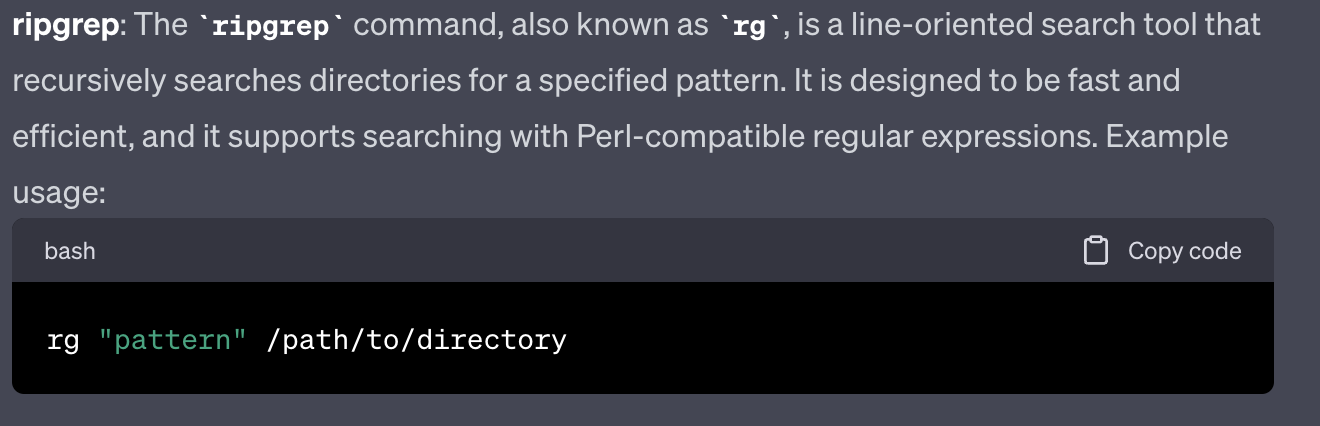 ripgrep: The `ripgrep` command, also known as `rg`, is a line-oriented search tool that
recursively searches directories for a specified pattern. It is designed to be fast and
efficient, and it supports searching with Perl-compatible regular expressions. Example
usage:
bash
Copy code
rg "pattern" /path/to/directory